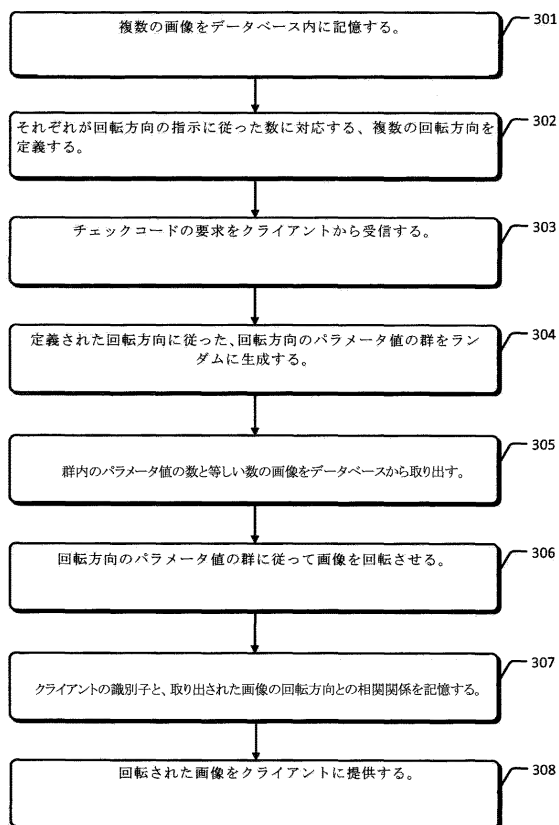 複数の画像をデータベース内に記憶する。
301
それぞれが回転方向の指示に従った数に対応する、複数の回転方向を
定義する。
302
チェックコードの要求をクライアントから受信する。
303
定義された回転方向に従った、回転方向のパラメータ値の群をラン
ダムに生成する。
304
群内のパラメータ値の数と等しい数の画像をデータベースから取り出す。
305
回転方向のパラメータ値の群に従って画像を回転させる。
306
クライアントの識別子と、取り出された画像の回転方向との相関関係を記憶する。
307
回転された画像をクライアントに提供する。
308